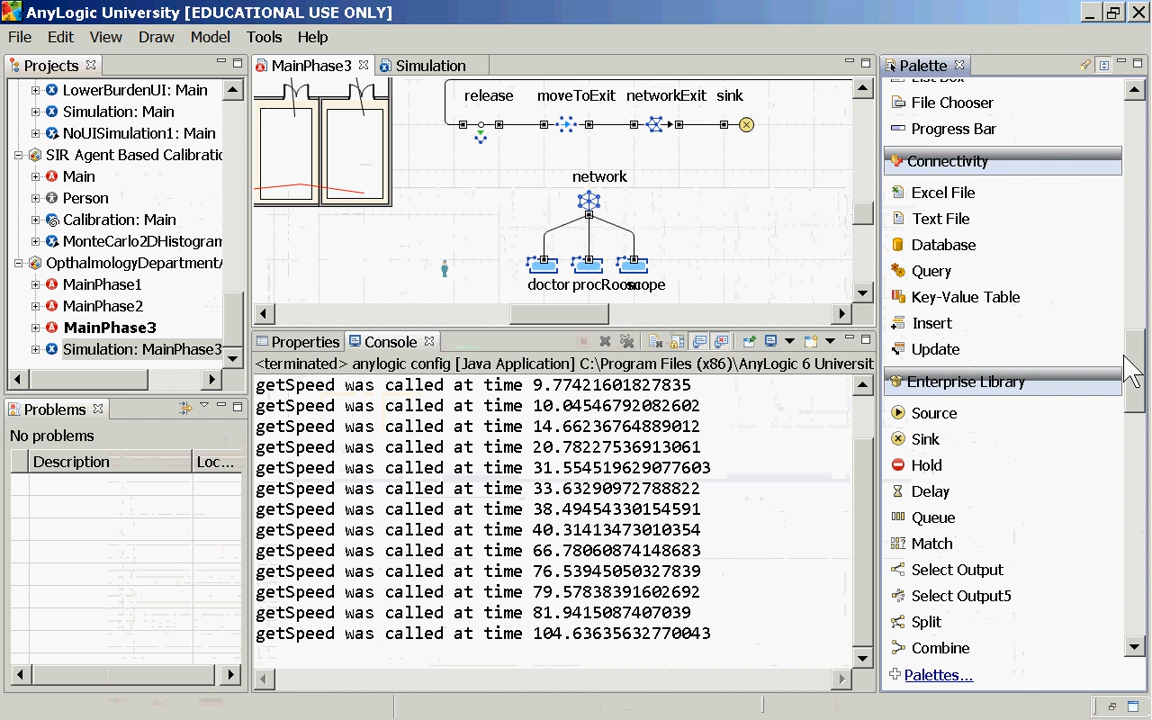 AnyLogic University [EDUCATIONAL USE ONLY]
File Edit View Draw Model Tools Help
Projects
LowerBurdenUI: Main
Simulation: Main
NoUISimulation1: Main
SIR Agent Based Calibratic
Main
Person
Calibration: Main
MonteCarlo2DHistogram
OpthalmologyDepartmentA
MainPhase1
MainPhase2
MainPhase3
Simulation: MainPhase3
Problems
No problems
Description Loc...
MainPhase3 Simulation
release moveToExit networkExit sink
network
doctor procRoom scope
Properties Console
<terminated> anylogic config [Java Application] C:\Program Files (x86)\AnyLogic 6 Universit
getSpeed was called at time 9.77421601827835
getSpeed was called at time 10.04546792082602
getSpeed was called at time 14.66236764889012
getSpeed was called at time 20.78227536913061
getSpeed was called at time 31.554519629077603
getSpeed was called at time 33.63290972788822
getSpeed was called at time 38.49454330154591
getSpeed was called at time 40.31413473010354
getSpeed was called at time 66.78060874148683
getSpeed was called at time 76.53945050327839
getSpeed was called at time 79.57838391602692
getSpeed was called at time 81.9415087407039
getSpeed was called at time 104.63635632770043
Palette
List Box
File Chooser
Progress Bar
Connectivity
Excel File
Text File
Database
Query
Key-Value Table
Insert
Update
Enterprise Library
Source
Sink
Hold
Delay
Queue
Match
Select Output
Select Output5
Split
Combine
Palettes...